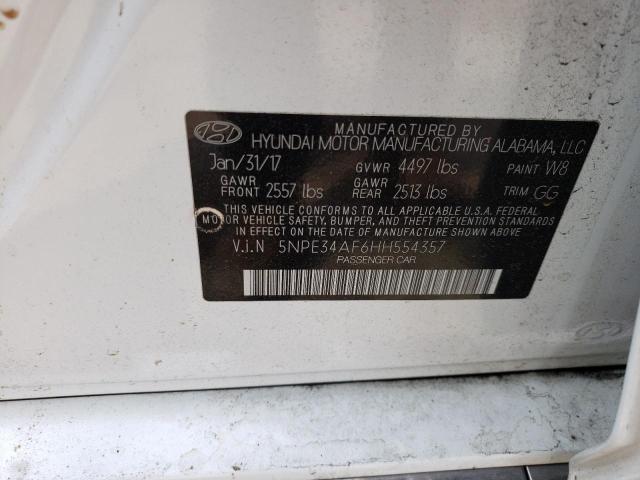 MANUFACTURED BY
HYUNDAI MOTOR MANUFACTURING ALABAMA, LLC
Jan/31/17 GVWR 4497 lbs PAINT W8
GAWR FRONT 2557 lbs GAWR REAR 2513 lbs TRIM GG
THIS VEHICLE CONFORMS TO ALL APPLICABLE U.S.A. FEDERAL
MOTOR VEHICLE SAFETY, BUMPER, AND THEFT PREVENTION STANDARDS
IN EFFECT ON THE DATE OF MANUFACTURE SHOWN ABOVE.
V.i.N 5NPE34AF6HH554357
PASSENGER CAR